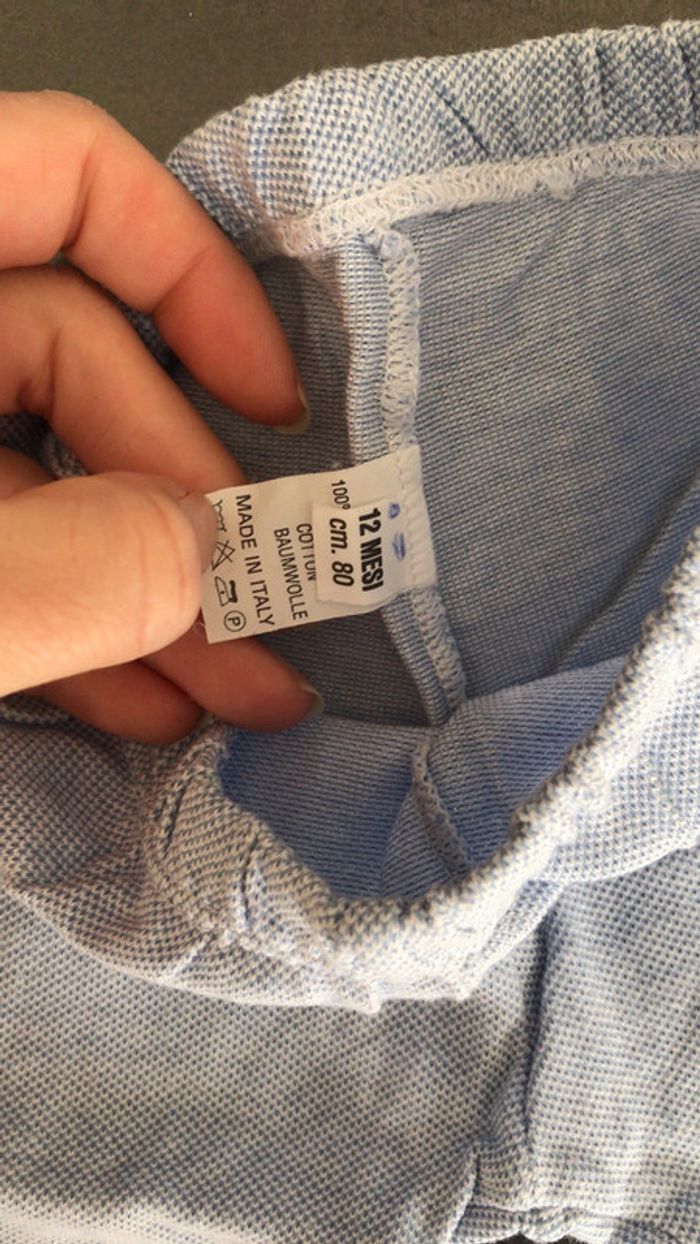 12 MESI
cm. 80
100%
COTTON
BAUMWOLLE
MADE IN ITALY
P